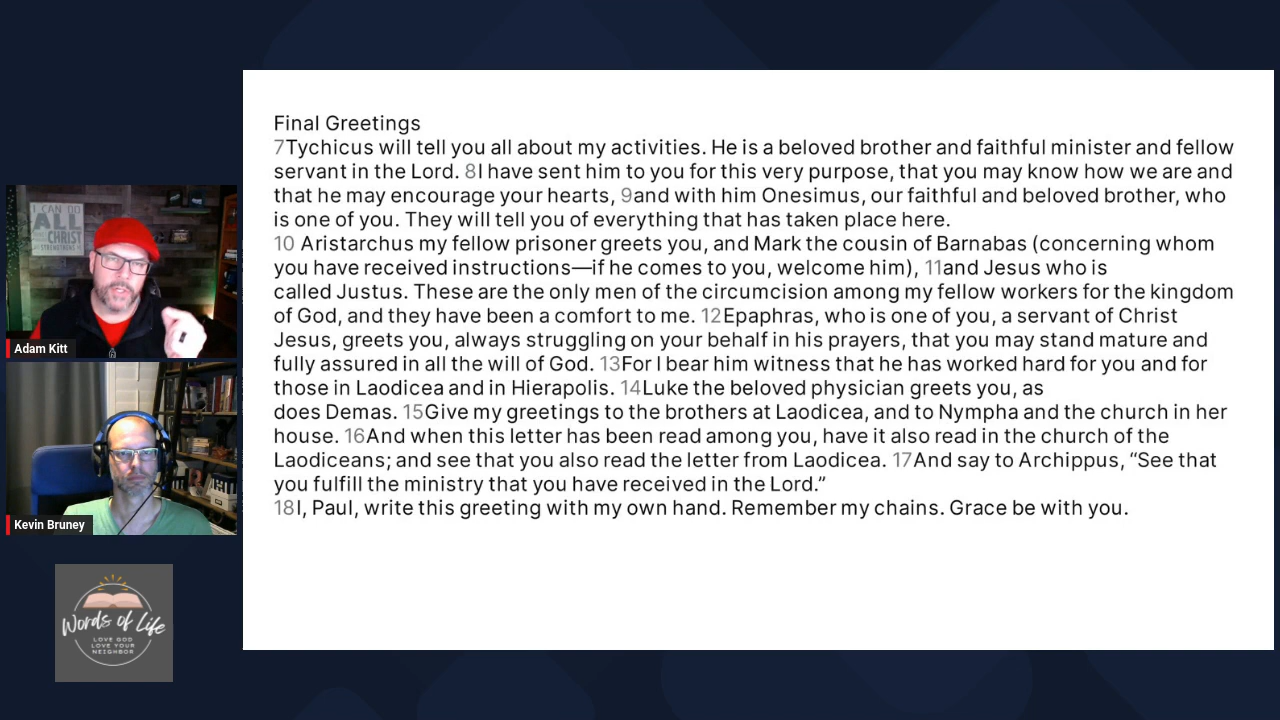 Final Greetings
7Tychicus will tell you all about my activities. He is a beloved brother and faithful minister and fellow
servant in the Lord. 8I have sent him to you for this very purpose, that you may know how we are and
that he may encourage your hearts, 9and with him Onesimus, our faithful and beloved brother, who
is one of you. They will tell you of everything that has taken place here.
10 Aristarchus my fellow prisoner greets you, and Mark the cousin of Barnabas (concerning whom
you have received instructions—if he comes to you, welcome him), 11and Jesus who is
called Justus. These are the only men of the circumcision among my fellow workers for the kingdom
of God, and they have been a comfort to me. 12Epaphras, who is one of you, a servant of Christ
Jesus, greets you, always struggling on your behalf in his prayers, that you may stand mature and
fully assured in all the will of God. 13For I bear him witness that he has worked hard for you and for
those in Laodicea and in Hierapolis. 14Luke the beloved physician greets you, as
does Demas. 15Give my greetings to the brothers at Laodicea, and to Nympha and the church in her
house. 16And when this letter has been read among you, have it also read in the church of the
Laodiceans; and see that you also read the letter from Laodicea. 17And say to Archippus, “See that
you fulfill the ministry that you have received in the Lord.”
18I, Paul, write this greeting with my own hand. Remember my chains. Grace be with you.
I CAN DO
ALL
CHRIST
STRENGTHENS
Adam Kitt
Kevin Bruney
Words of Life
LOVE GOD
LOVE YOUR
NEIGHBOR